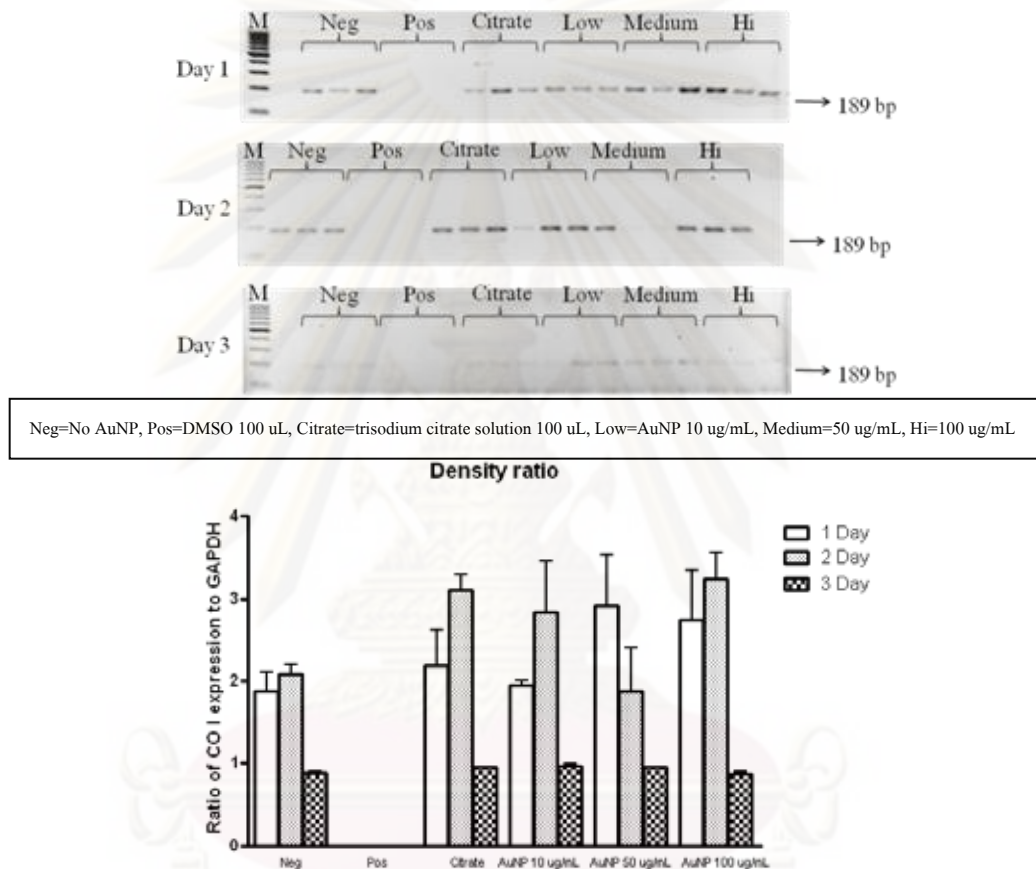 M Neg Pos Citrate Low Medium Hi
Day 1
189 bp
M Neg Pos Citrate Low Medium Hi
Day 2
189 bp
M Neg Pos Citrate Low Medium Hi
Day 3
189 bp
Neg=No AuNP, Pos=DMSO 100 uL, Citrate=trisodium citrate solution 100 uL, Low=AuNP 10 ug/mL, Medium=50 ug/mL, Hi=100 ug/mL
Density ratio
Ratio of CO I expression to GAPDH
4
3
2
1
0
1 Day
2 Day
3 Day
Neg Pos Citrate AuNP 10 ug/mL AuNP 50 ug/mL AuNP 100 ug/mL